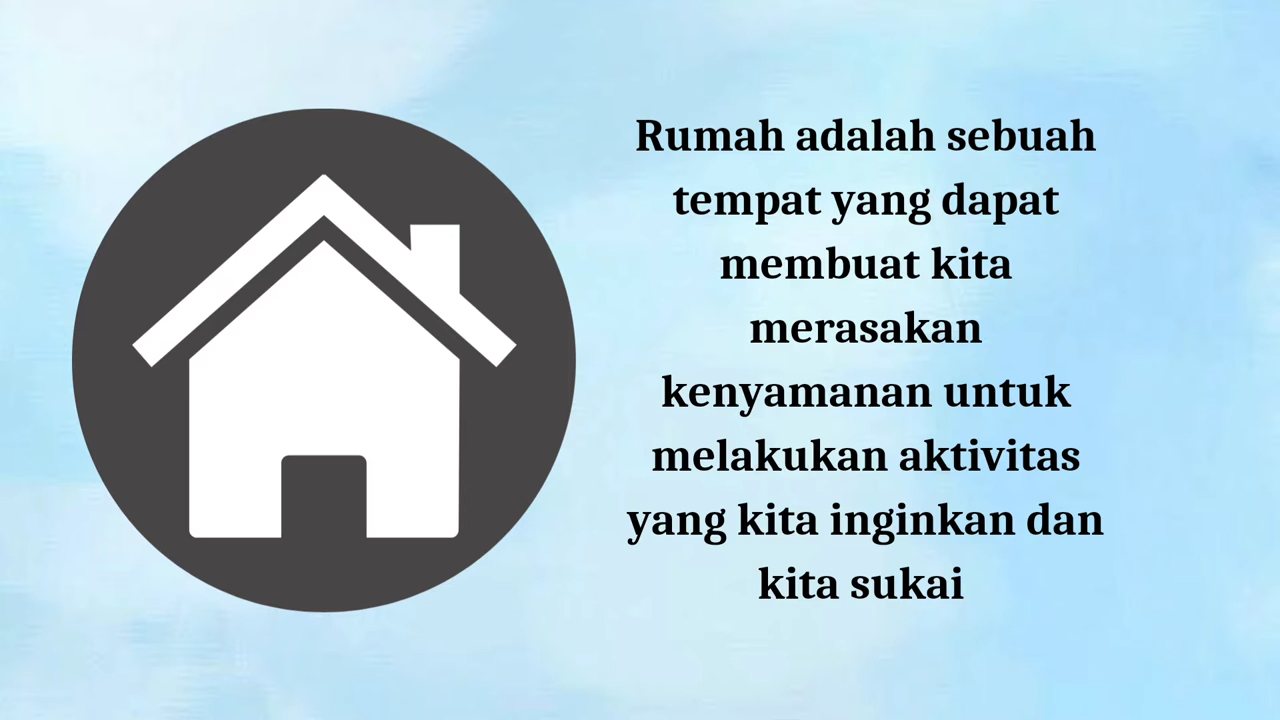 Rumah adalah sebuah
tempat yang dapat
membuat kita
merasakan
kenyamanan untuk
melakukan aktivitas
yang kita inginkan dan
kita sukai